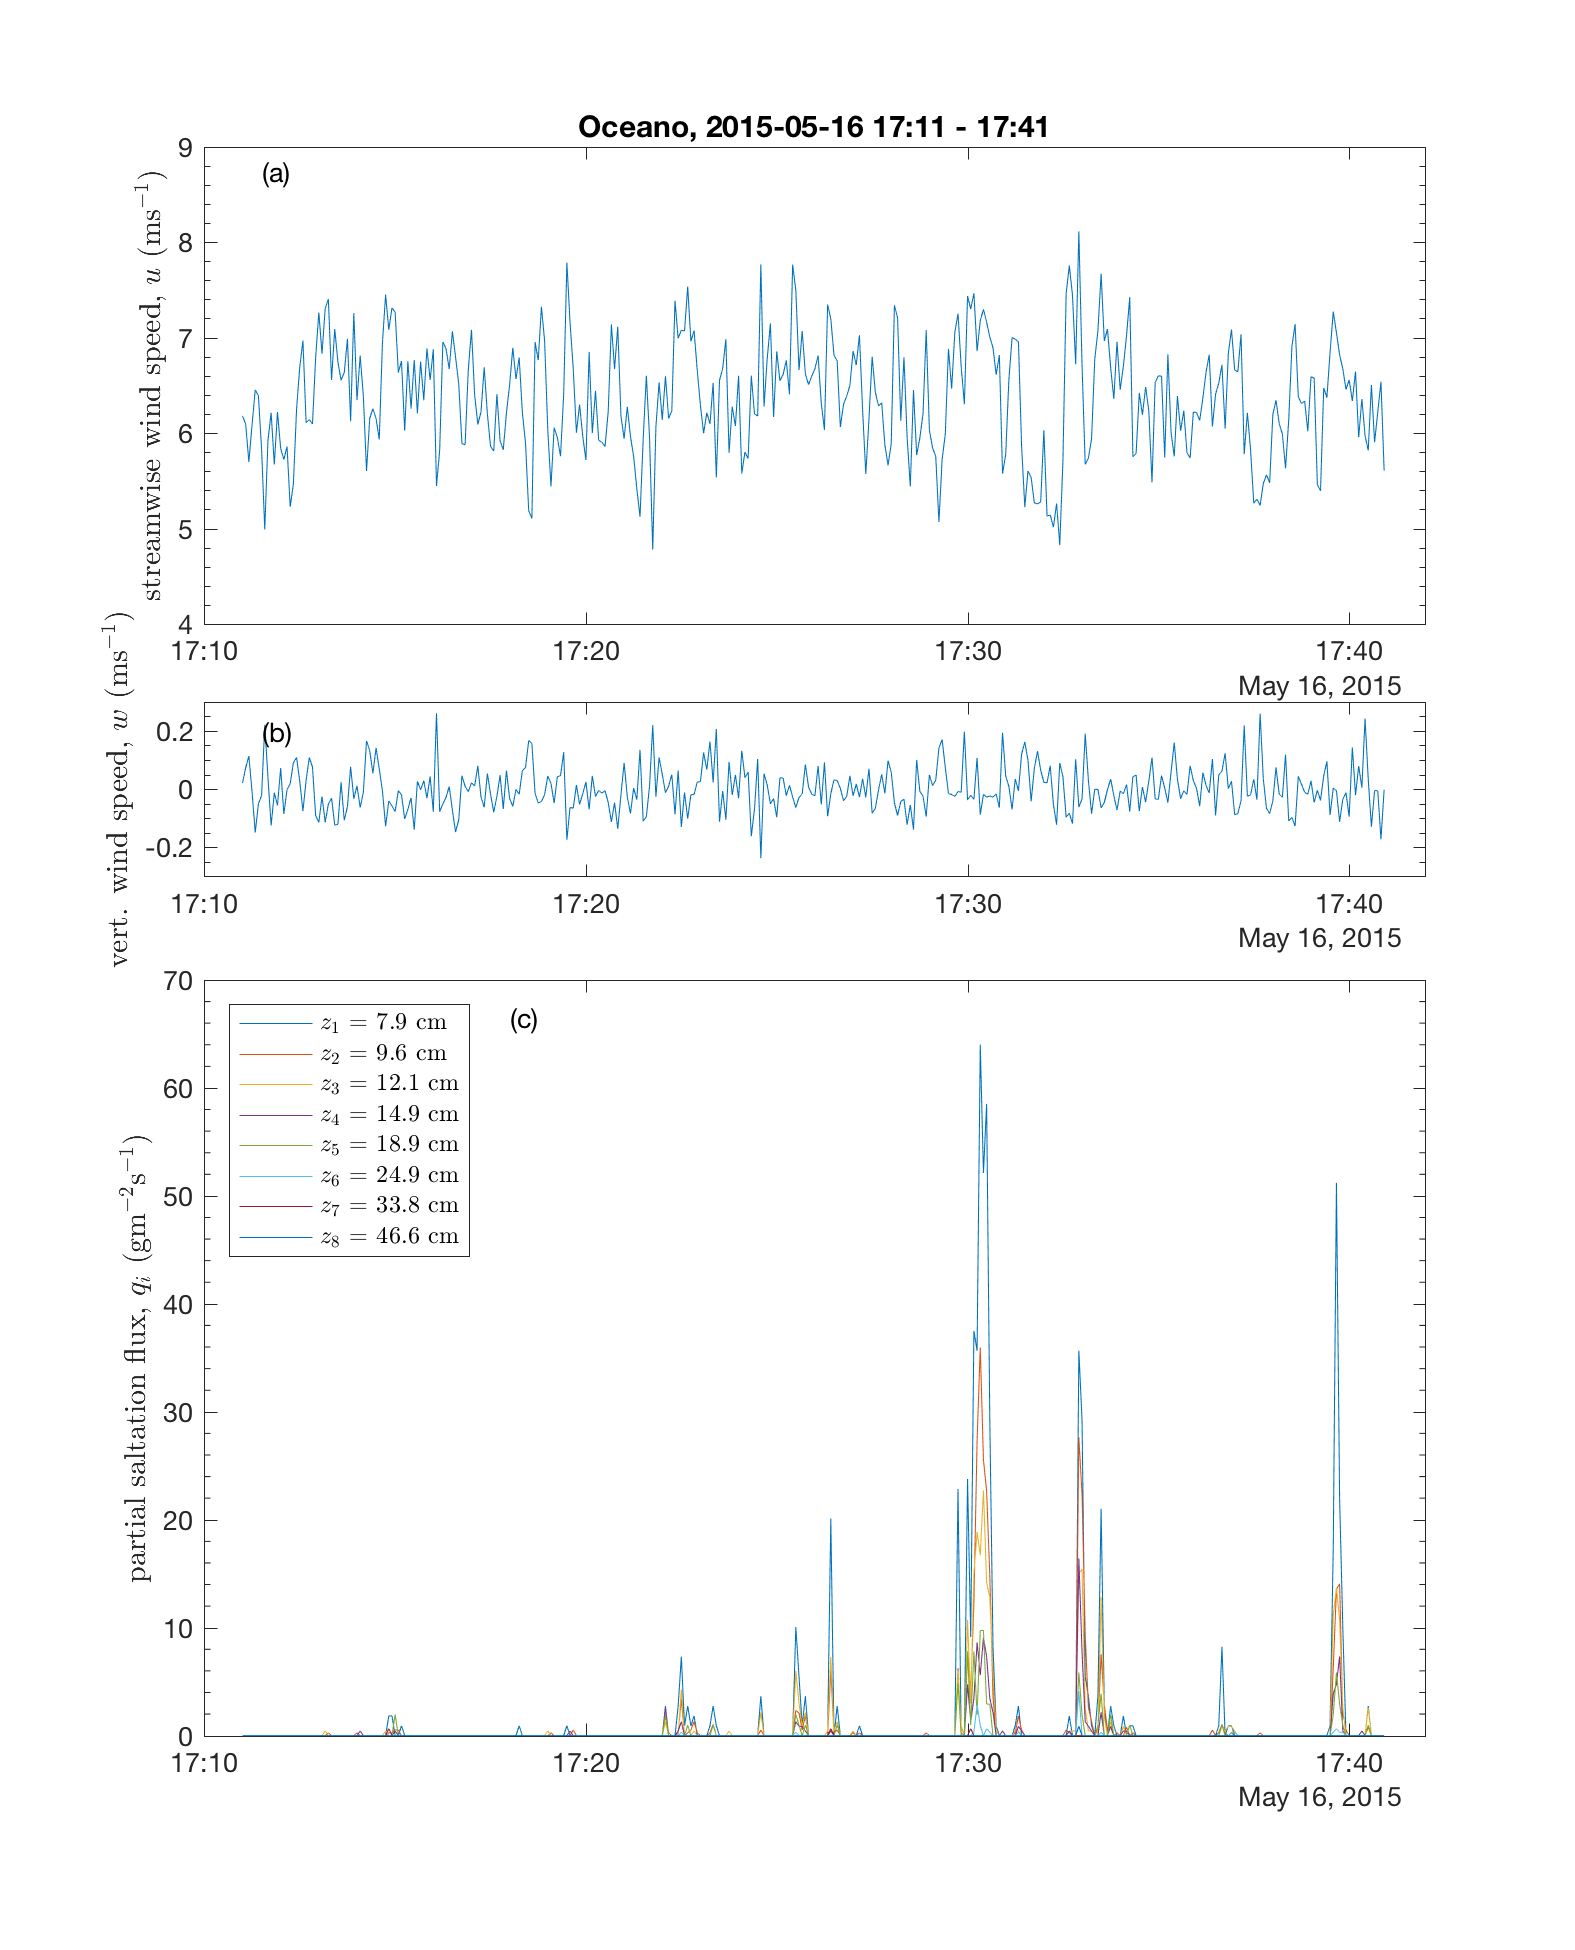 Oceano, 2015-05-16 17:11 - 17:41
(a)
streamwise wind speed, u (ms⁻¹)
9
8
7
6
5
4
17:10 17:20 17:30 17:40
May 16, 2015
(b)
vert. wind speed, w (ms⁻¹)
0.2
0
-0.2
17:10 17:20 17:30 17:40
May 16, 2015
(c)
partial saltation flux, qᵢ (gm⁻²s⁻¹)
70
60
50
40
30
20
10
0
z₁ = 7.9 cm
z₂ = 9.6 cm
z₃ = 12.1 cm
z₄ = 14.9 cm
z₅ = 18.9 cm
z₆ = 24.9 cm
z₇ = 33.8 cm
z₈ = 46.6 cm
17:10 17:20 17:30 17:40
May 16, 2015